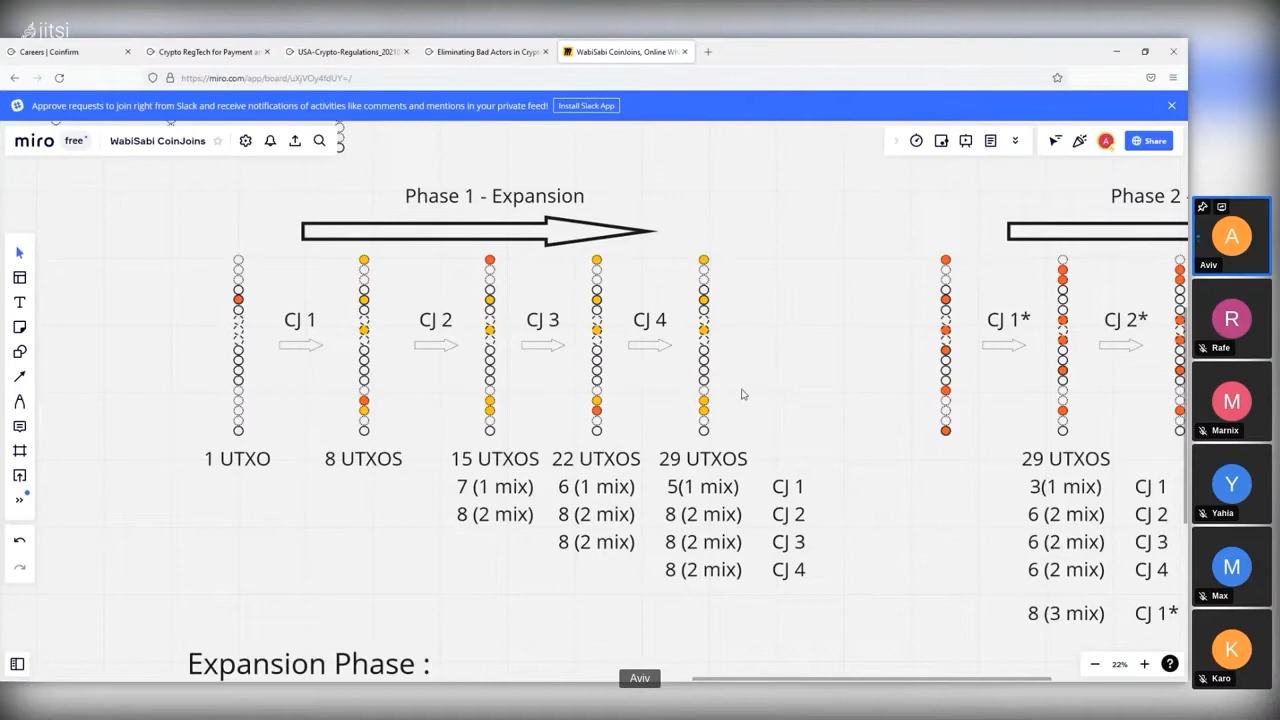 jitsi
Careers | Coinfirm
Crypto RegTech for Payment a
USA-Crypto-Regulations_2021
Eliminating Bad Actors in Cryp
WabiSabi CoinJoins, Online Wh
https://miro.com/app/board/uXjVOy4fdUY=/
Approve requests to join right from Slack and receive notifications of activities like comments and mentions in your private feed! Install Slack App
miro free WabiSabi CoinJoins
A Share
Phase 1 - Expansion
Phase 2 -
CJ 1 CJ 2 CJ 3 CJ 4 CJ 1* CJ 2*
1 UTXO 8 UTXOS 15 UTXOS 22 UTXOS 29 UTXOS 29 UTXOS
7 (1 mix) 6 (1 mix) 5(1 mix) CJ 1 3(1 mix) CJ 1
8 (2 mix) 8 (2 mix) 8 (2 mix) CJ 2 6 (2 mix) CJ 2
8 (2 mix) 8 (2 mix) CJ 3 6 (2 mix) CJ 3
8 (2 mix) CJ 4 6 (2 mix) CJ 4
8 (3 mix) CJ 1*
Expansion Phase :
22%
Aviv
A
Aviv
R
Rafe
M
Marnix
Y
Yahia
M
Max
K
Karo